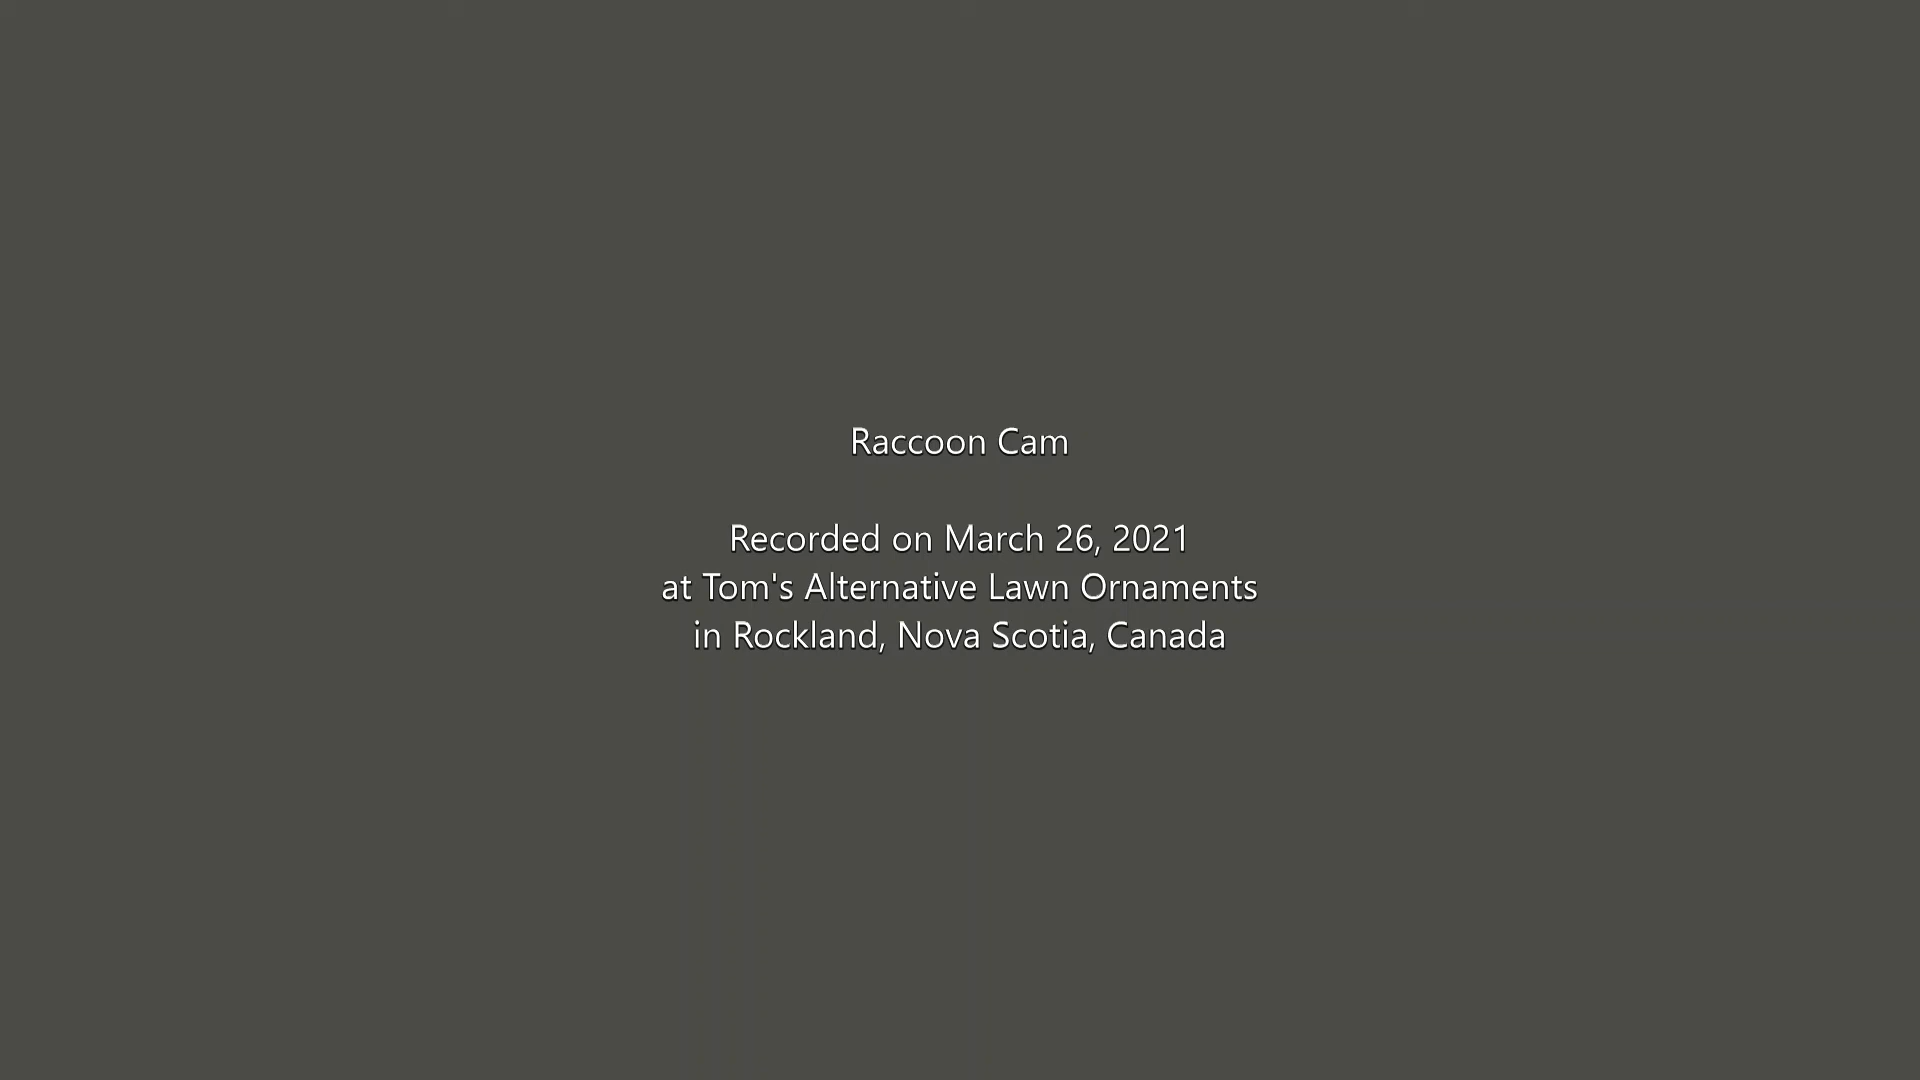 Raccoon Cam
Recorded on March 26, 2021
at Tom's Alternative Lawn Ornaments
in Rockland, Nova Scotia, Canada